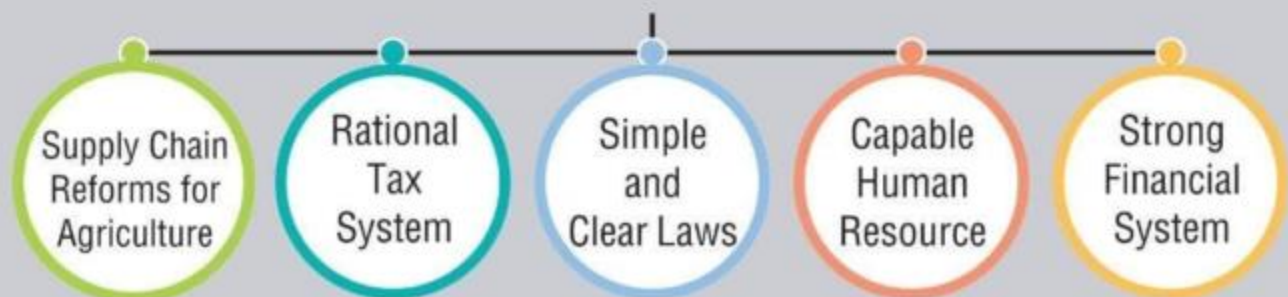 Supply Chain
Reforms for
Agriculture
Rational
Tax
System
Simple
and
Clear Laws
Capable
Human
Resource
Strong
Financial
System